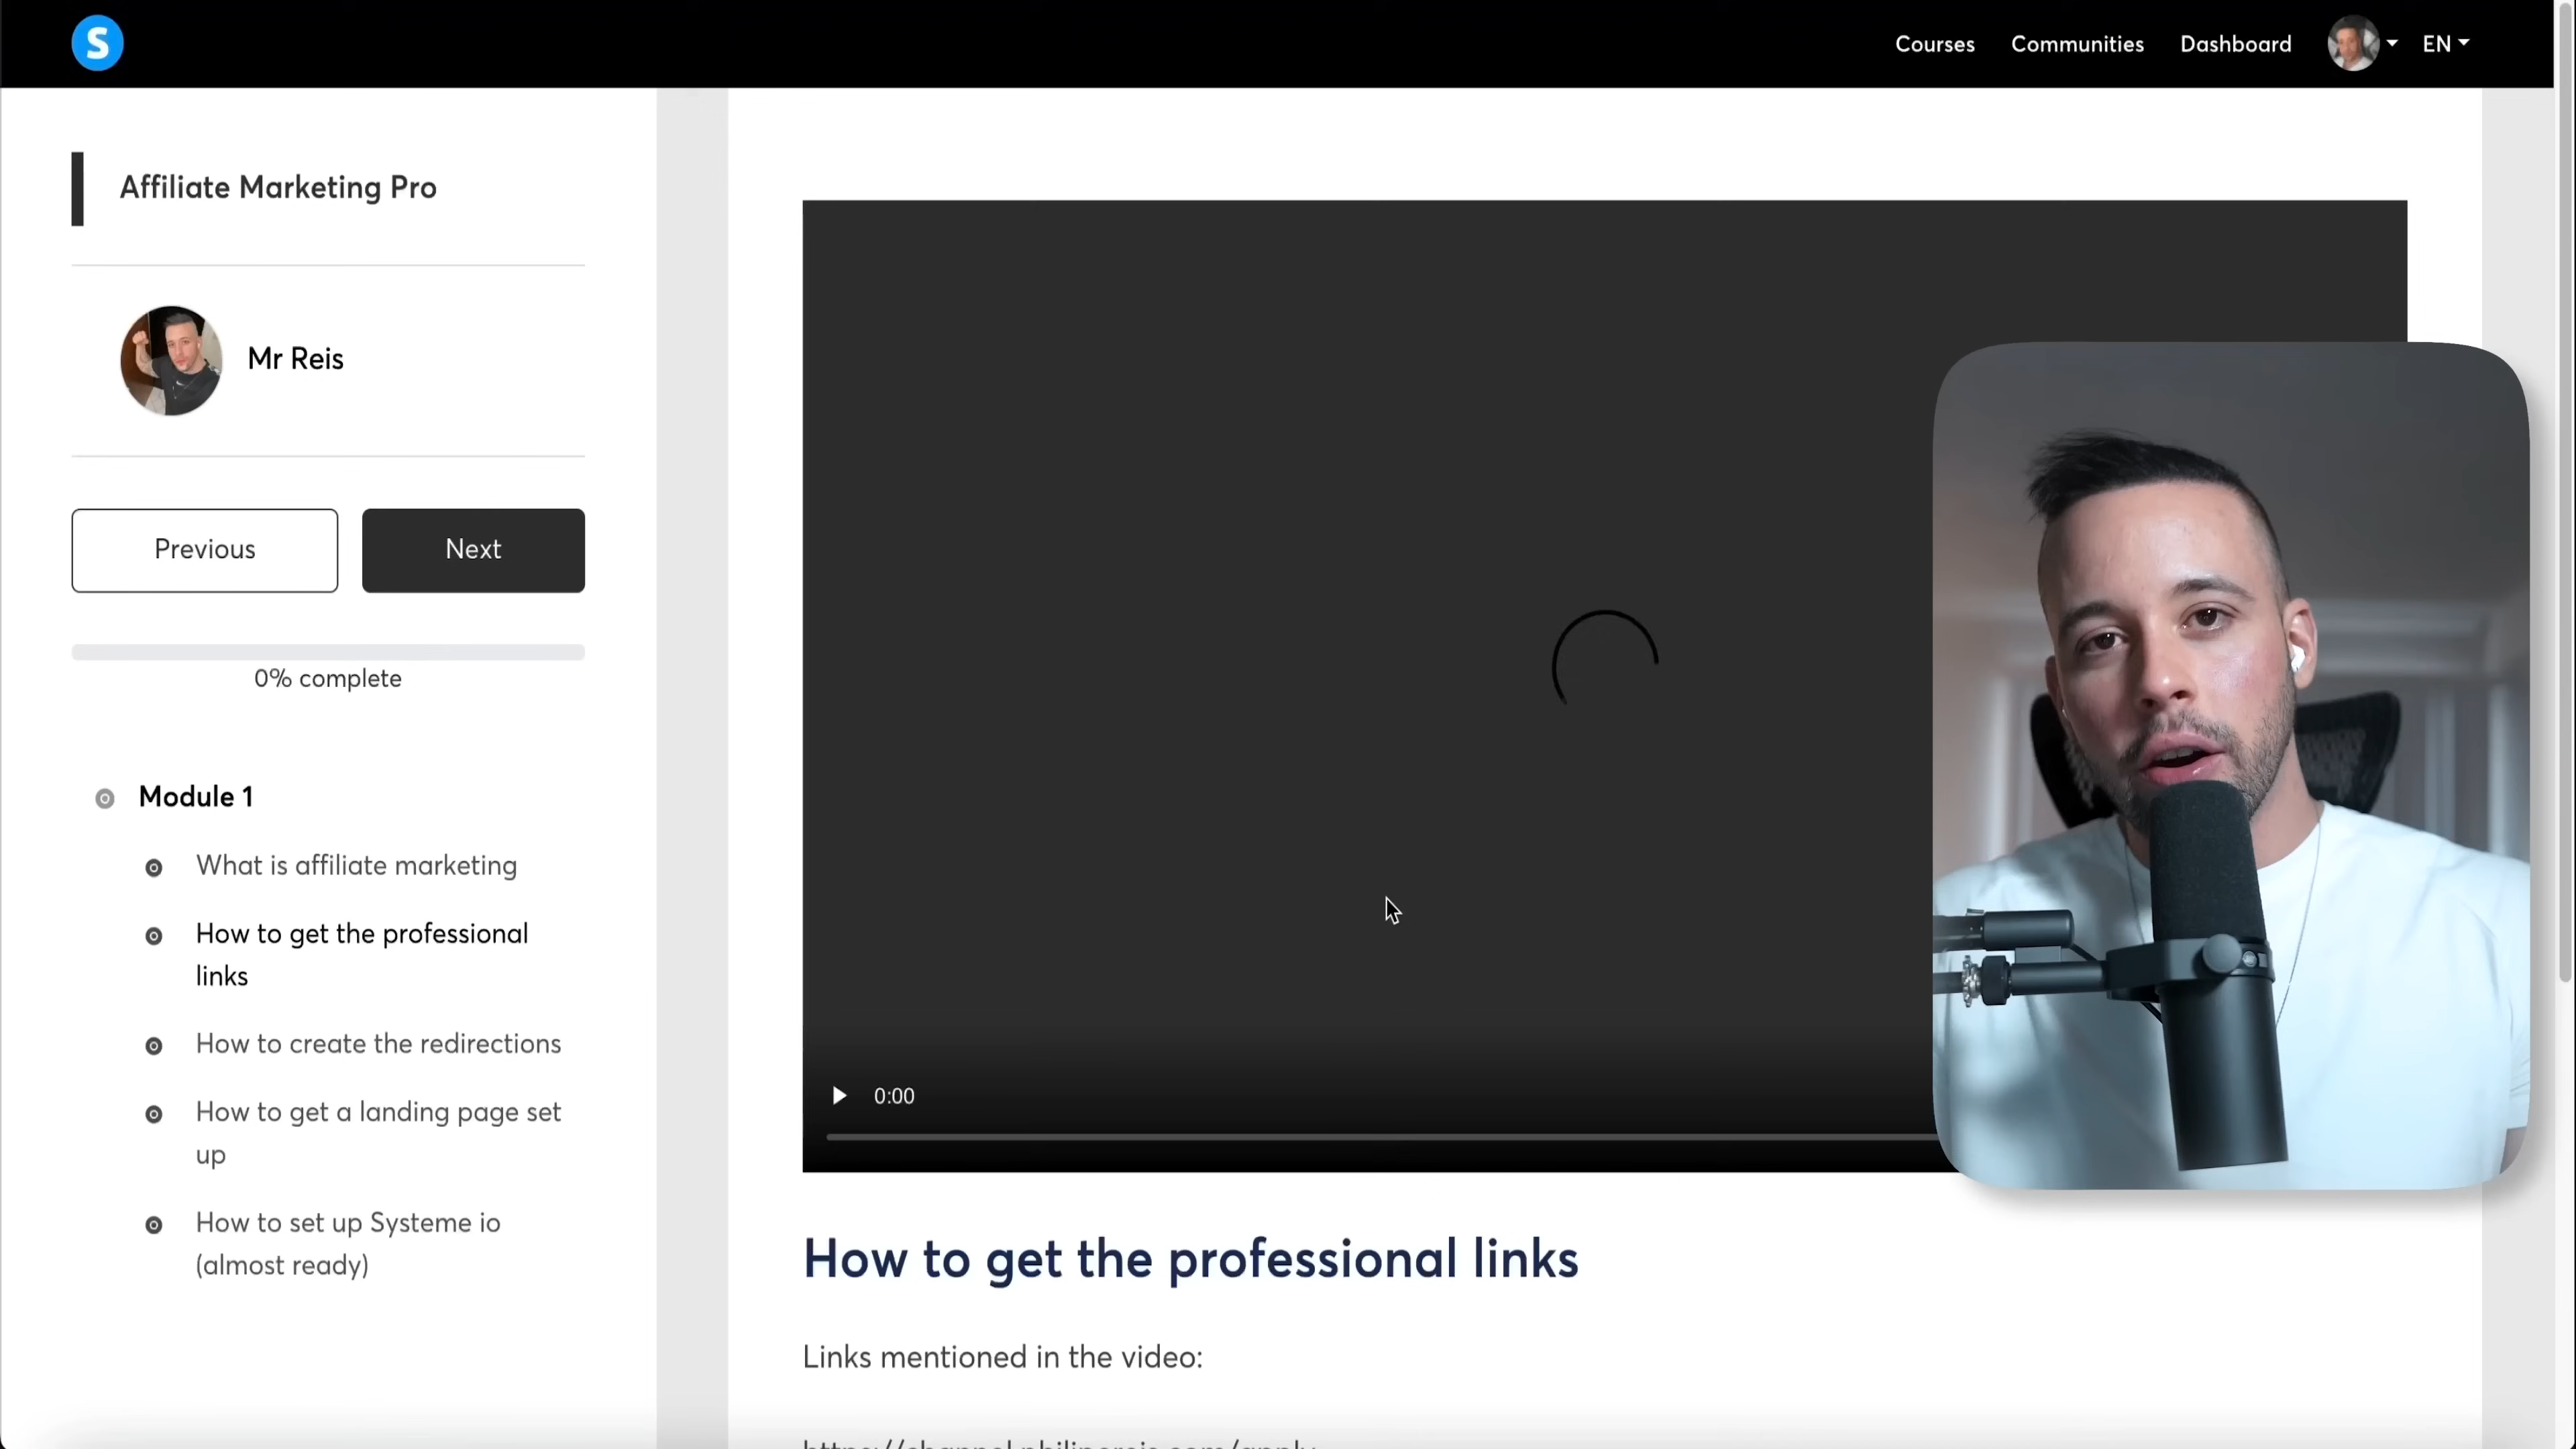 S
Courses Communities Dashboard EN
Affiliate Marketing Pro
Mr Reis
Previous Next
0% complete
Module 1
What is affiliate marketing
How to get the professional
links
How to create the redirections
How to get a landing page set
up
How to set up Systeme io
(almost ready)
0:00
How to get the professional links
Links mentioned in the video: